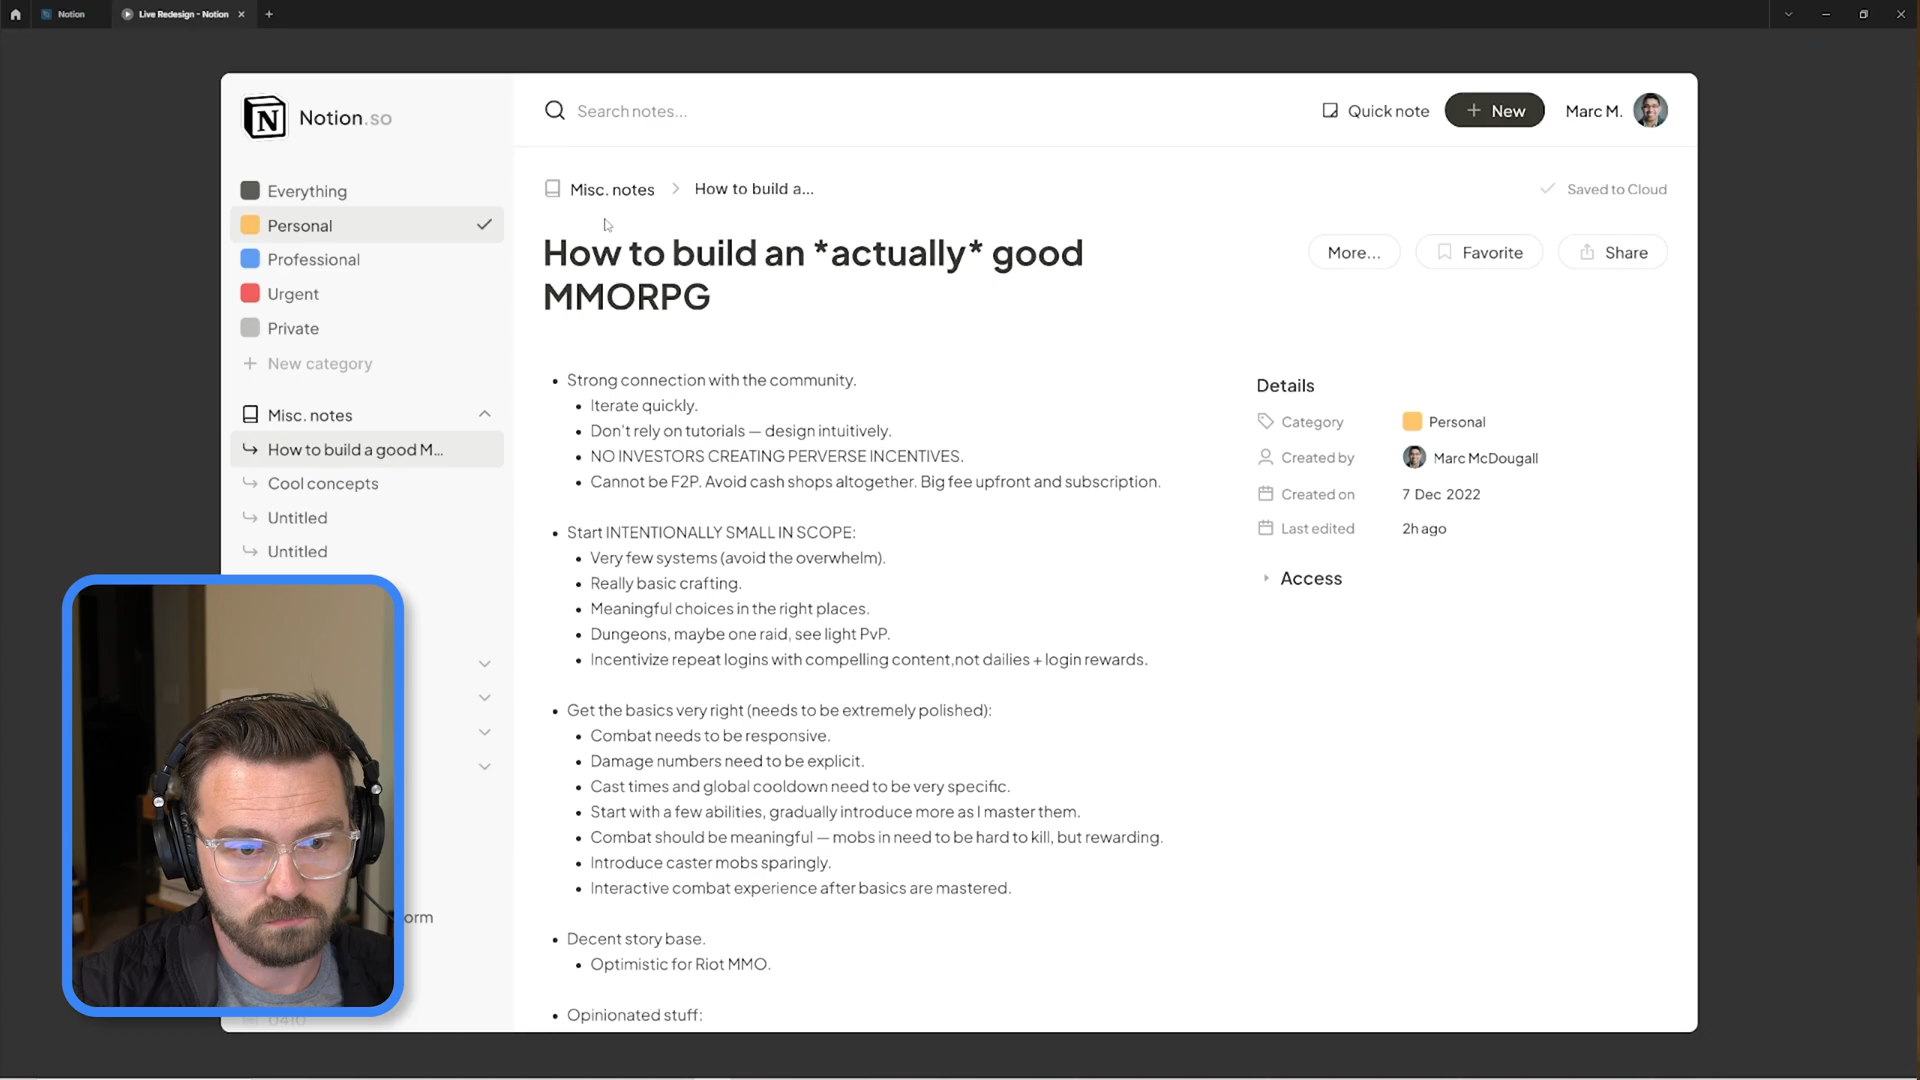 Notion
Live Redesign - Notion
Notion.so
Search notes...
Quick note
New
Marc M.
Everything
Personal
Professional
Urgent
Private
New category
Misc. notes
How to build a good M...
Cool concepts
Untitled
Untitled
orm
Misc. notes
How to build a...
Saved to Cloud
How to build an *actually* good
MMORPG
More...
Favorite
Share
• Strong connection with the community.
• Iterate quickly.
• Don't rely on tutorials — design intuitively.
• NO INVESTORS CREATING PERVERSE INCENTIVES.
• Cannot be F2P. Avoid cash shops altogether. Big fee upfront and subscription.
• Start INTENTIONALLY SMALL IN SCOPE:
• Very few systems (avoid the overwhelm).
• Really basic crafting.
• Meaningful choices in the right places.
• Dungeons, maybe one raid, see light PvP.
• Incentivize repeat logins with compelling content,not dailies + login rewards.
• Get the basics very right (needs to be extremely polished):
• Combat needs to be responsive.
• Damage numbers need to be explicit.
• Cast times and global cooldown need to be very specific.
• Start with a few abilities, gradually introduce more as I master them.
• Combat should be meaningful — mobs in need to be hard to kill, but rewarding.
• Introduce caster mobs sparingly.
• Interactive combat experience after basics are mastered.
• Decent story base.
• Optimistic for Riot MMO.
• Opinionated stuff:
Details
Category Personal
Created by Marc McDougall
Created on 7 Dec 2022
Last edited 2h ago
Access